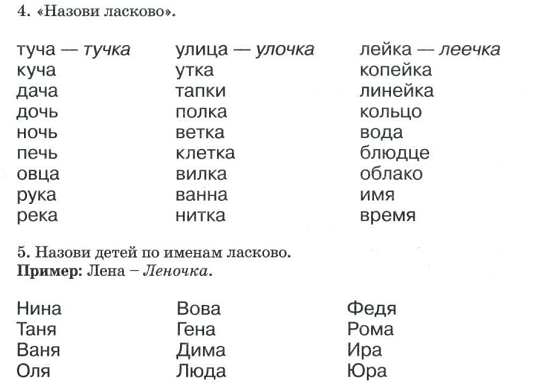 4. «Назови ласково».
туча — тучка улица — улочка лейка — леечка
куча утка копейка
дача тапки линейка
дочь полка кольцо
ночь ветка вода
печь клетка блюдце
овца вилка облако
рука ванна имя
река нитка время
5. Назови детей по именам ласково.
Пример: Лена – Леночка.
Нина Вова Федя
Таня Гена Рома
Ваня Дима Ира
Оля Люда Юра